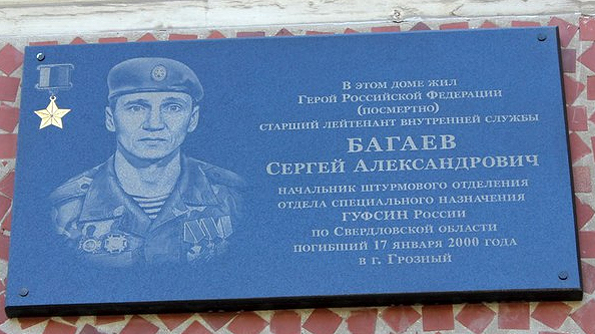 В этом доме жил
Герой Российской Федерации
(посмертно)
старший лейтенант внутренней службы
БАГАЕВ
Сергей Александрович
начальник штурмового отделения
отдела специального назначения
ГУФСИН России
по Свердловской области
погибший 17 января 2000 года
в г. Грозный